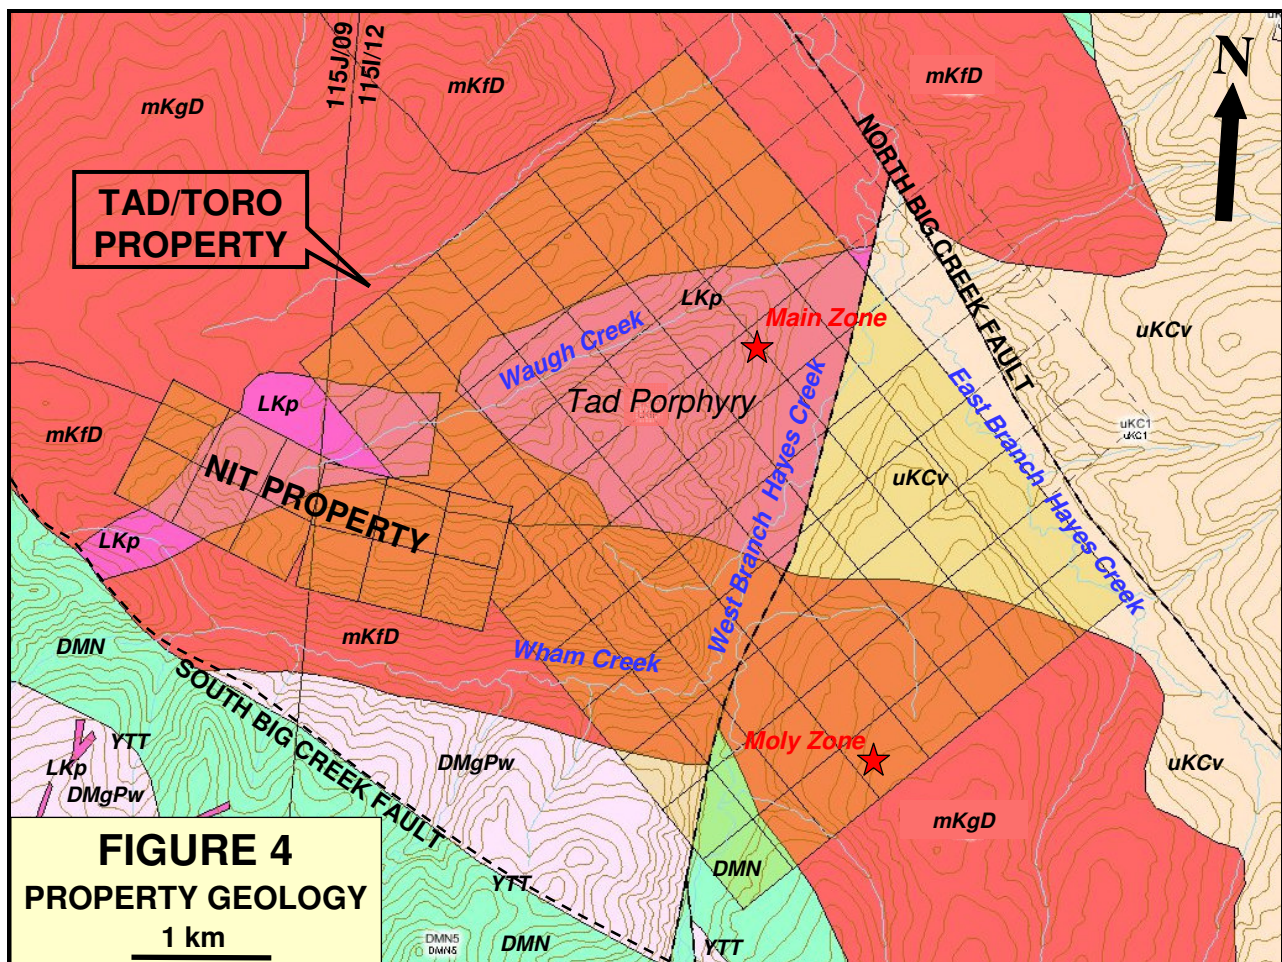 115J/09
115I/12
mKfD
mKfD
N
mKgD
NORTH BIG CREEK FAULT
TAD/TORO
PROPERTY
LKp
Main Zone
uKCv
Waugh Creek
Tad Porphyry
LKp
East Branch Hayes Creek
uKC1
uKC1
mKfD
NIT PROPERTY
uKCv
West Branch Hayes Creek
LKp
mKfD
Wham Creek
DMN
SOUTH BIG CREEK FAULT
Moly Zone
YTT
DMgPw
LKp
DMgPw
uKCv
mKgD
FIGURE 4
PROPERTY GEOLOGY
1 km
DMN
YTT
DMN5
DMN5
DMN
YTT